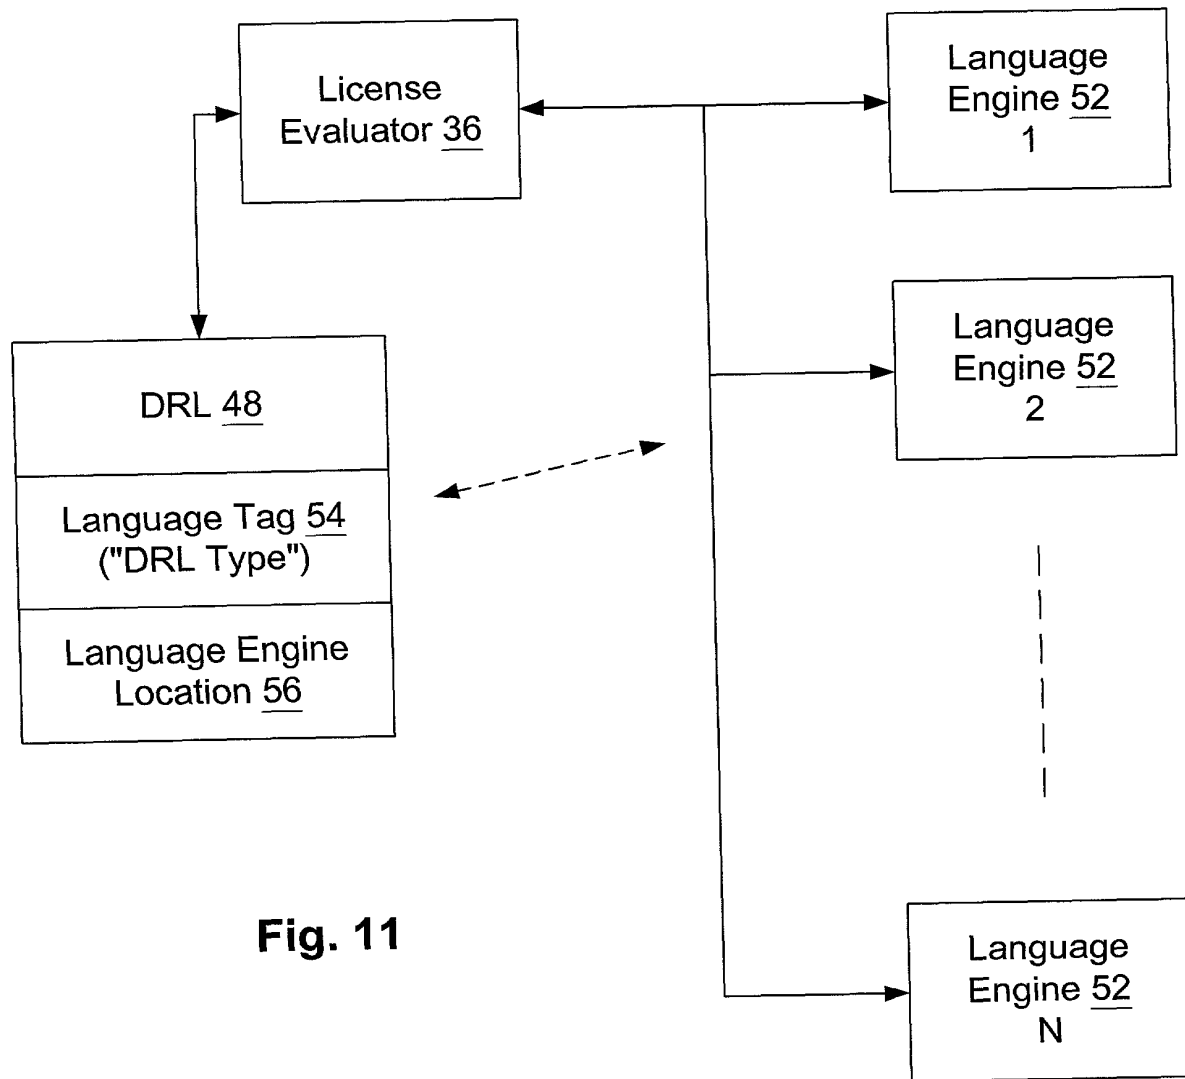 License
Evaluator 36
Language
Engine 52
1
Language
Engine 52
2
DRL 48
Language Tag 54
("DRL Type")
Language Engine
Location 56
Fig. 11
Language
Engine 52
N